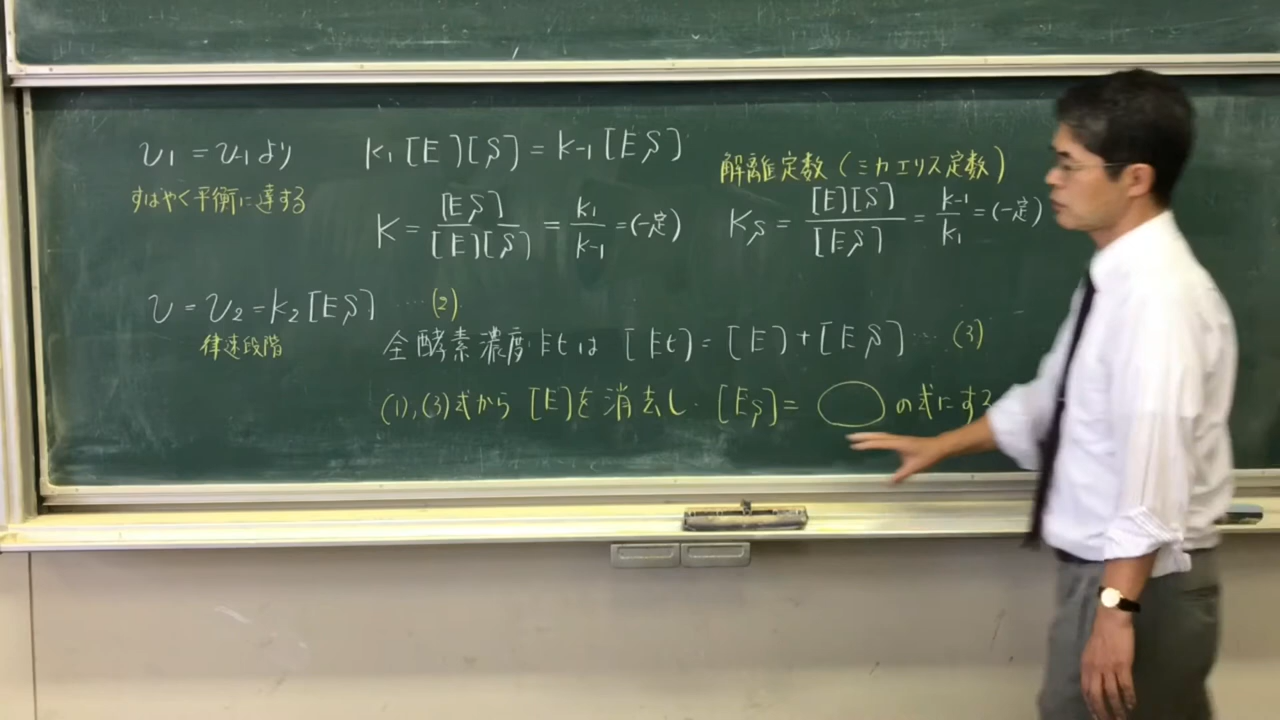 v₁ = v₋₁より k₁[E][S] = k₋₁[ES]
すばやく平衡に達する
K = [ES]/[E][S] = k₁/k₋₁ = (一定)
解離定数(ミカエリス定数)
Ks = [E][S]/[ES] = k₋₁/k₁ = (一定)
v = v₂ = k₂[ES] ……(2)
律速段階
全酵素濃度Etは [Et] = [E] + [ES] … (3)
(1),(3)式から [E]を消去し [ES] = ◯ の式にする